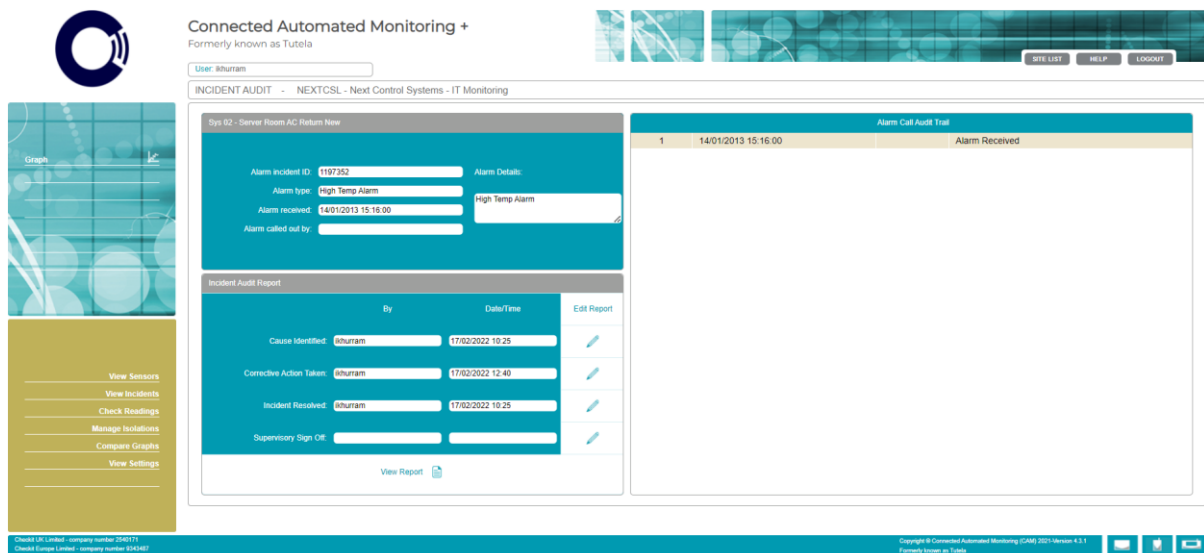 Connected Automated Monitoring +
Formerly known as Tutela
SITE LIST HELP LOGOUT
User: ikhurram
INCIDENT AUDIT - NEXTCSL - Next Control Systems - IT Monitoring
Graph
View Sensors
View Incidents
Check Readings
Manage Isolations
Compare Graphs
View Settings
Sys 02 - Server Room AC Return New
Alarm incident ID: 1197352
Alarm type: High Temp Alarm
Alarm received: 14/01/2013 15:16:00
Alarm called out by:
Alarm Details:
High Temp Alarm
Incident Audit Report
By Date/Time Edit Report
Cause Identified: ikhurram 17/02/2022 10:25
Corrective Action Taken: ikhurram 17/02/2022 12:40
Incident Resolved: ikhurram 17/02/2022 10:25
Supervisory Sign Off:
View Report
Alarm Call Audit Trail
1 14/01/2013 15:16:00 Alarm Received
Checkit UK Limited - company number 2540171
Checkit Europe Limited - company number 9343487
Copyright © Connected Automated Monitoring (CAM) 2021-Version 4.3.1
Formerly known as Tutela